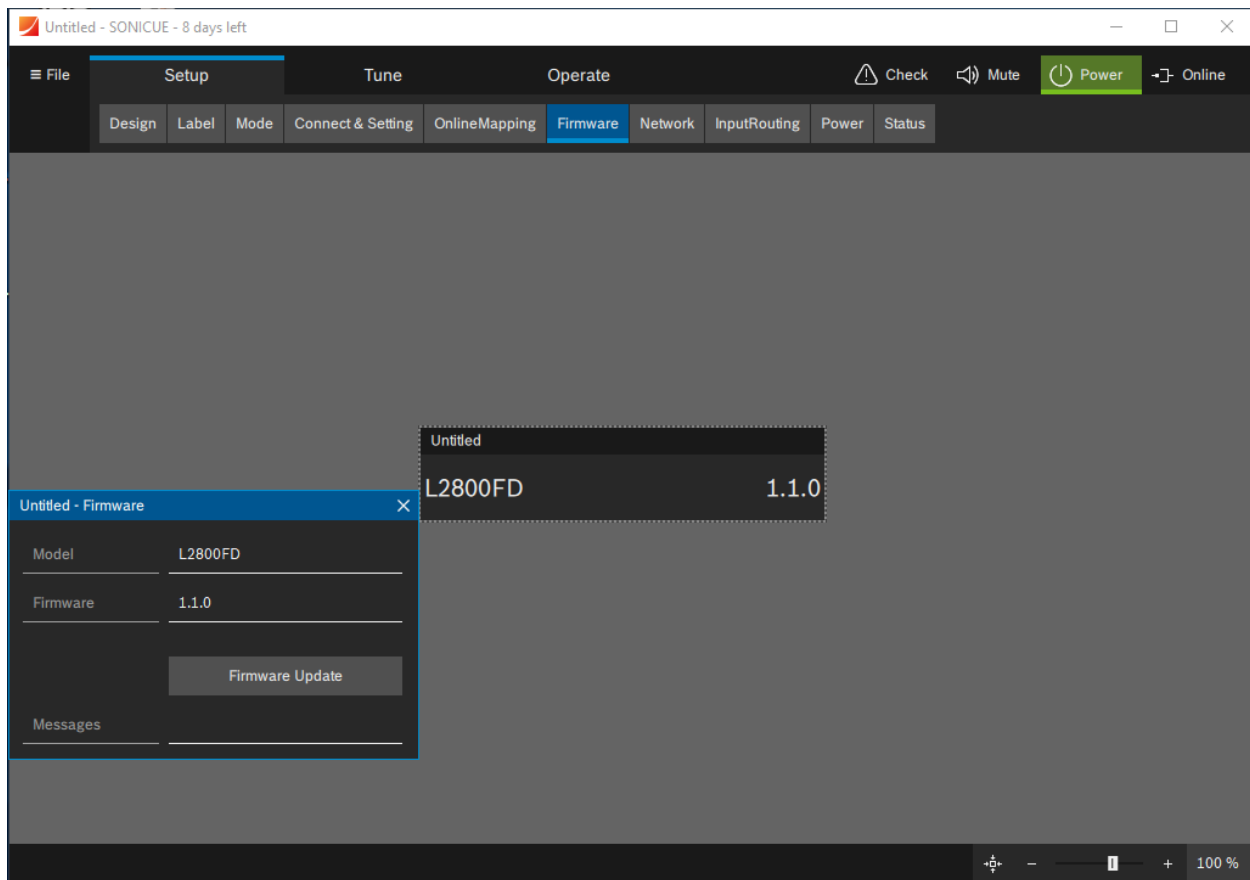 Untitled - SONICUE - 8 days left
≡ File Setup Tune Operate Check Mute Power Online
Design Label Mode Connect & Setting OnlineMapping Firmware Network InputRouting Power Status
Untitled
L2800FD 1.1.0
Untitled - Firmware
Model L2800FD
Firmware 1.1.0
Firmware Update
Messages
− + 100 %